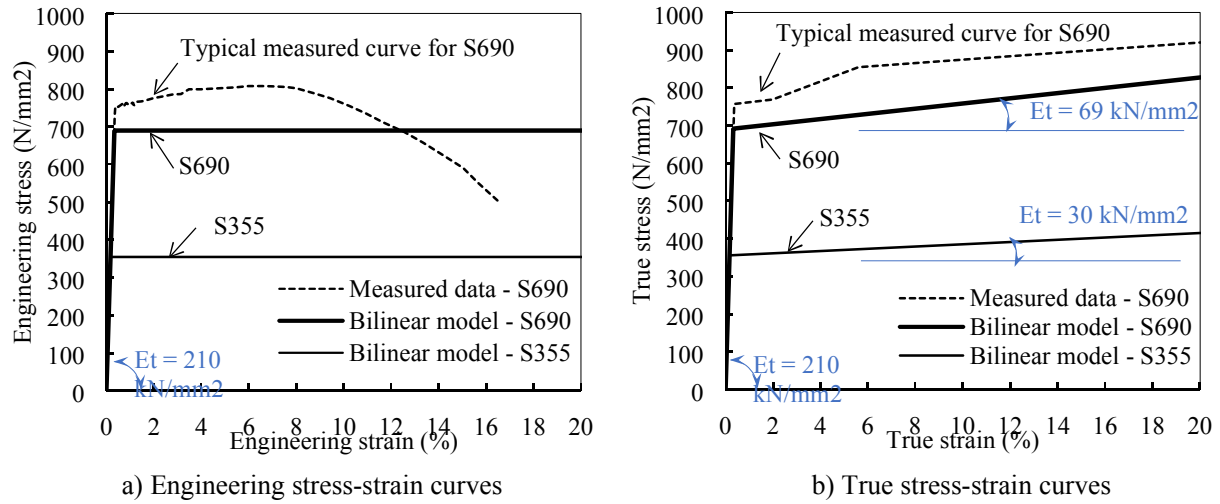 Engineering stress (N/mm2)
1000
900
800
700
600
500
400
300
200
100
0
Typical measured curve for S690
S690
S355
Measured data - S690
Bilinear model - S690
Bilinear model - S355
Et = 210
kN/mm2
0 2 4 6 8 10 12 14 16 18 20
Engineering strain (%)
a) Engineering stress-strain curves
True stress (N/mm2)
1000
900
800
700
600
500
400
300
200
100
0
Typical measured curve for S690
Et = 69 kN/mm2
S690
Et = 30 kN/mm2
S355
Measured data - S690
Bilinear model - S690
Bilinear model - S355
Et = 210
kN/mm2
0 2 4 6 8 10 12 14 16 18 20
True strain (%)
b) True stress-strain curves